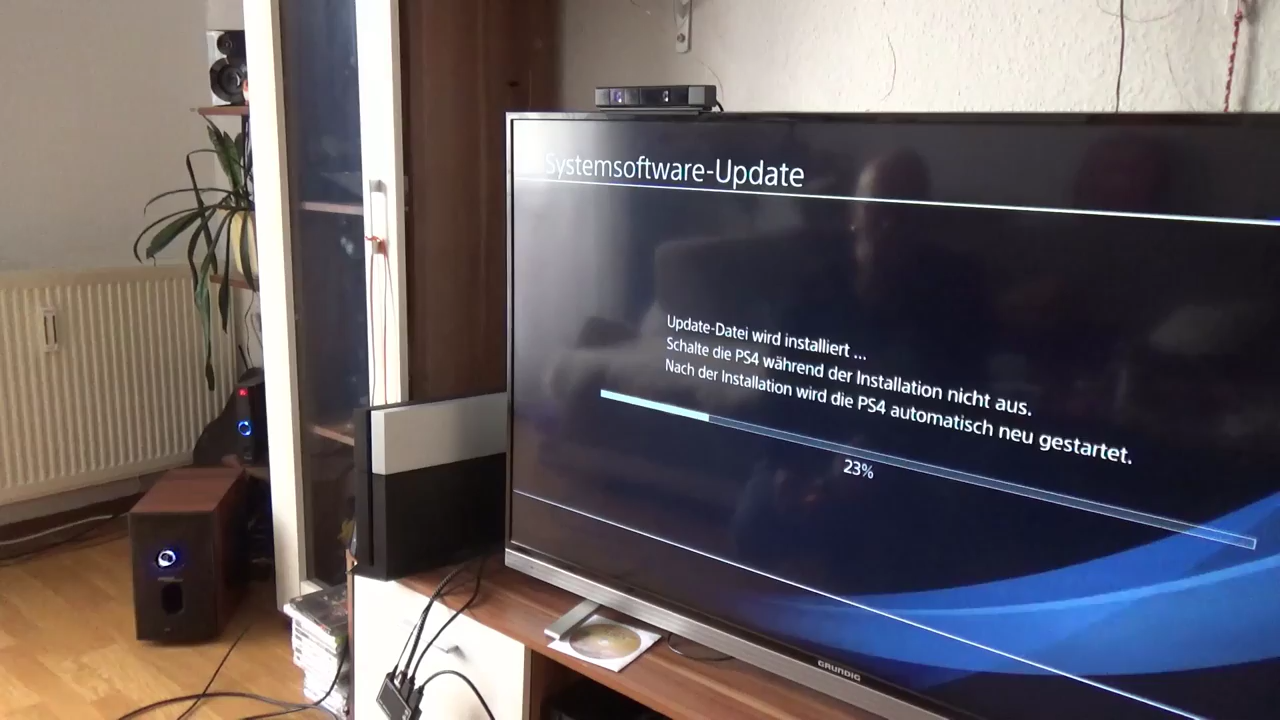 Systemsoftware-Update
Update-Datei wird installiert ...
Schalte die PS4 während der Installation nicht aus.
Nach der Installation wird die PS4 automatisch neu gestartet.
23%
GRUNDIG